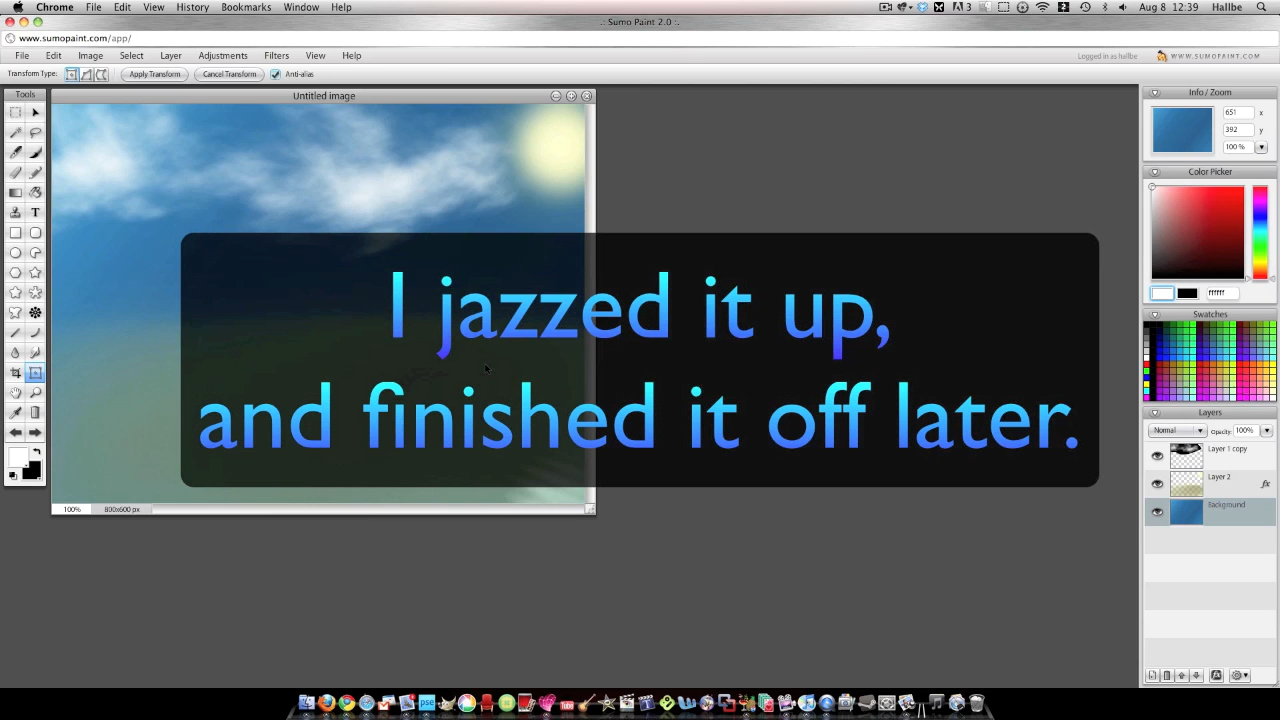 Chrome File Edit View History Bookmarks Window Help
3 2 Aug 8 12:39 Hallbe
.: Sumo Paint 2.0 :.
www.sumopaint.com/app/
File Edit Image Select Layer Adjustments Filters View Help
Logged in as hallbe WWW.SUMOPAINT.COM
Transform Type: Apply Transform Cancel Transform Anti-alias
Tools
Untitled image
Info / Zoom
651 x
392 y
100 %
Color Picker
ffffff
Swatches
Layers
Normal Opacity: 100%
Layer 1 copy
Layer 2 fx
Background
I jazzed it up,
and finished it off later.
100% 800x600 px